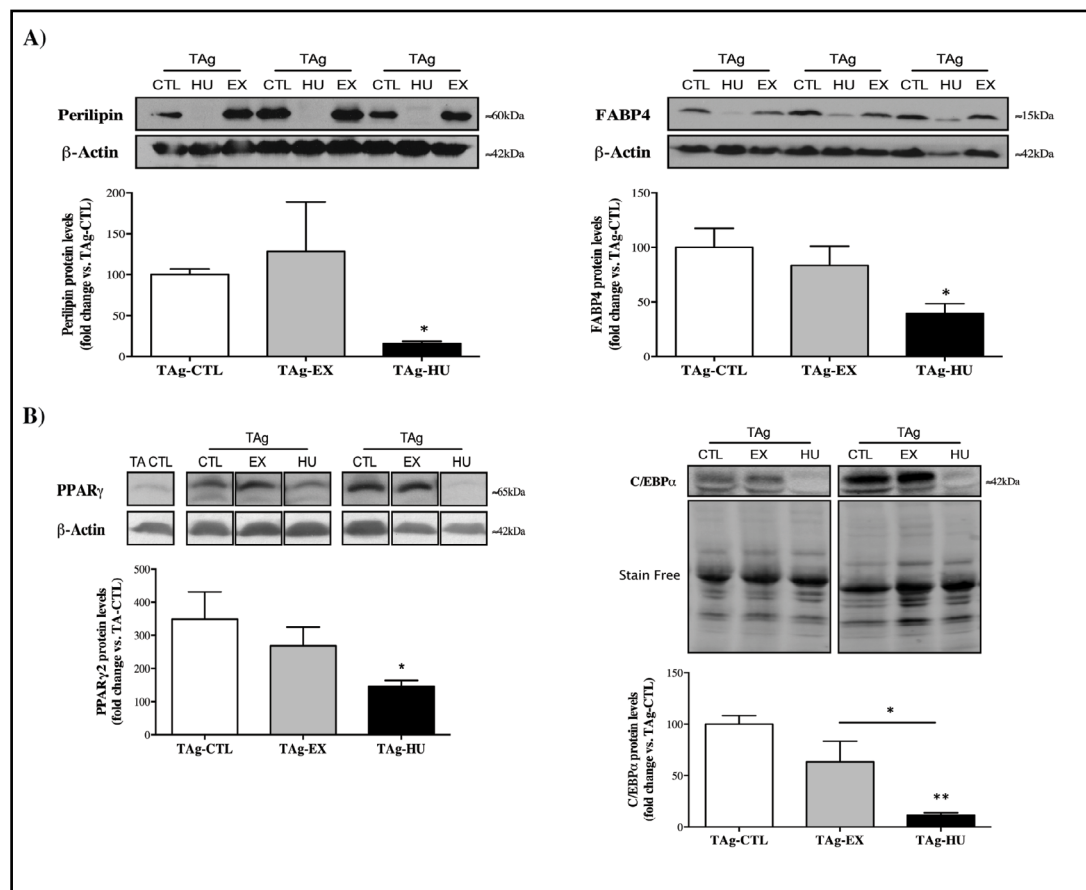 A)
TAg TAg TAg
CTL HU EX CTL HU EX CTL HU EX
Perilipin ≈60kDa
β-Actin ≈42kDa
Perilipin protein levels
(fold change vs. TAg-CTL)
200
150
100
50
0
TAg-CTL TAg-EX TAg-HU
*
TAg TAg TAg
CTL HU EX CTL HU EX CTL HU EX
FABP4 ≈15kDa
β-Actin ≈42kDa
FABP4 protein levels
(fold change vs. TAg-CTL)
150
100
50
0
TAg-CTL TAg-EX TAg-HU
*
B)
TAg TAg
TA CTL CTL EX HU CTL EX HU
PPARγ ≈65kDa
β-Actin ≈42kDa
PPARγ2 protein levels
(fold change vs. TA-CTL)
500
400
300
200
100
0
TAg-CTL TAg-EX TAg-HU
*
TAg TAg
CTL EX HU CTL EX HU
C/EBPα ≈42kDa
Stain Free
C/EBPα protein levels
(fold change vs. TAg-CTL)
150
100
50
0
TAg-CTL TAg-EX TAg-HU
*
**